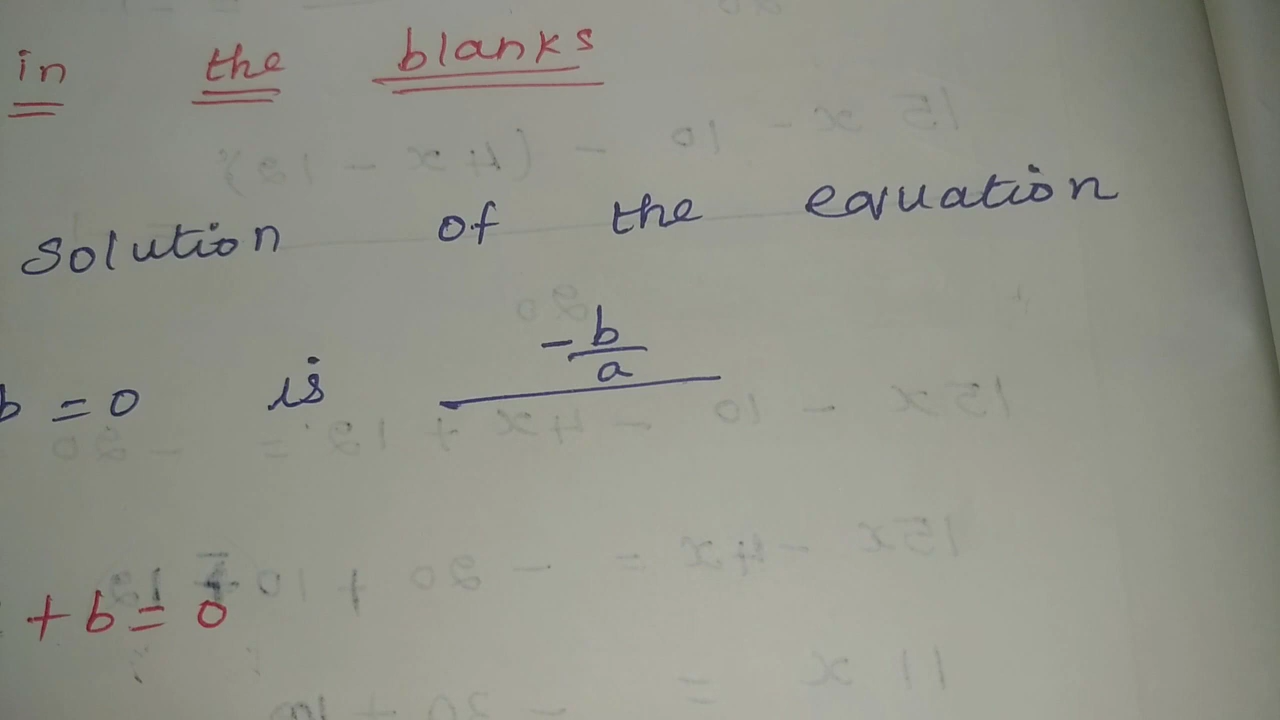 in the blanks
solution of the equation
b = 0 is -b/a
+ b = 0